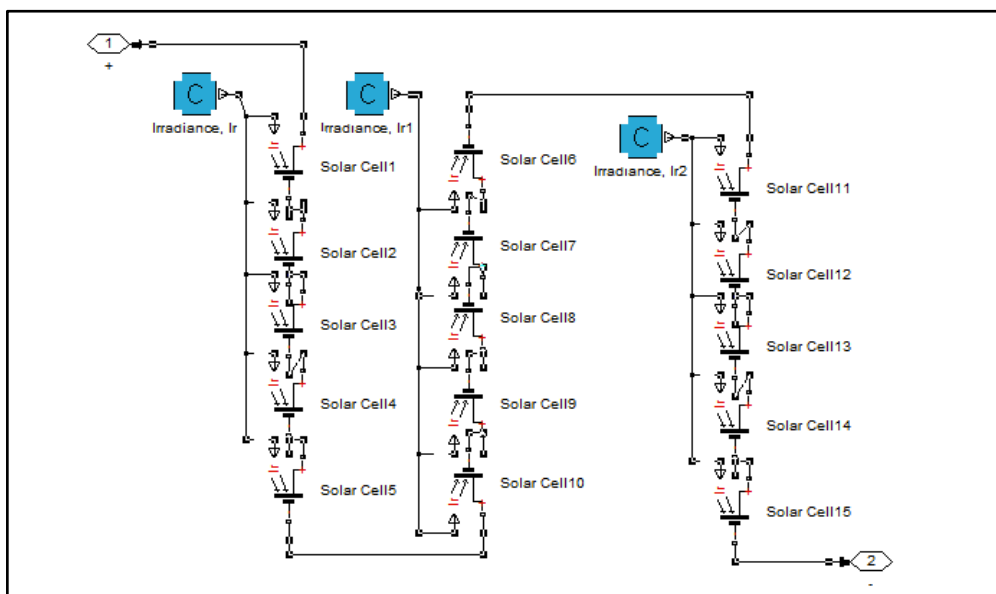 1
+
C
Irradiance, Ir
Solar Cell1
Solar Cell2
Solar Cell3
Solar Cell4
Solar Cell5
C
Irradiance, Ir1
Solar Cell6
Solar Cell7
Solar Cell8
Solar Cell9
Solar Cell10
C
Irradiance, Ir2
Solar Cell11
Solar Cell12
Solar Cell13
Solar Cell14
Solar Cell15
2
-